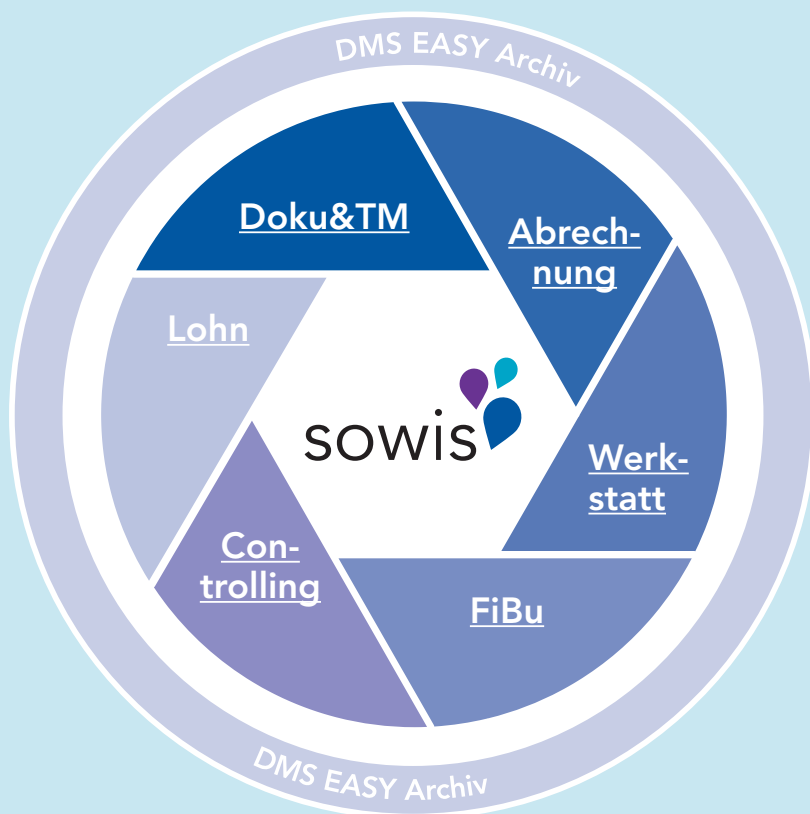 DMS EASY Archiv
Doku&TM
Abrech-
nung
Lohn
sowis
Werk-
statt
Con-
trolling
FiBu
DMS EASY Archiv